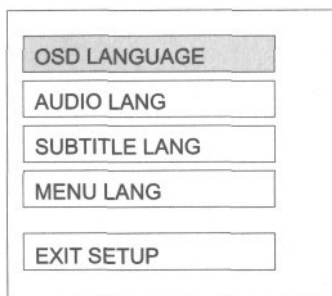 OSD LANGUAGE
AUDIO LANG
SUBTITLE LANG
MENU LANG
EXIT SETUP